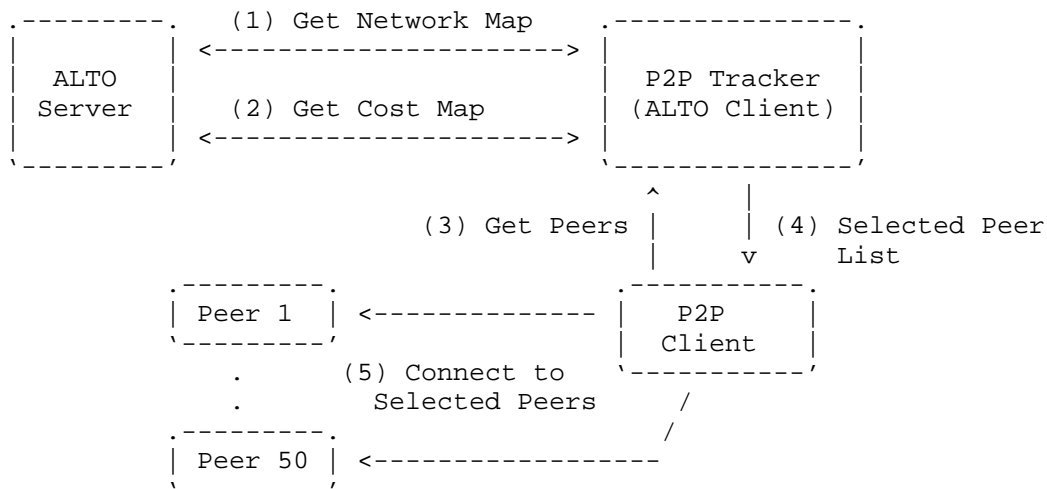 (1) Get Network Map
ALTO
Server
P2P Tracker
(ALTO Client)
(2) Get Cost Map
(3) Get Peers
(4) Selected Peer
List
Peer 1
P2P
Client
(5) Connect to
Selected Peers
.
.
Peer 50